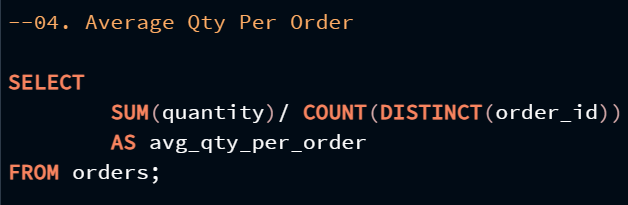 --04. Average Qty Per Order
SELECT
SUM(quantity)/ COUNT(DISTINCT(order_id))
AS avg_qty_per_order
FROM orders;